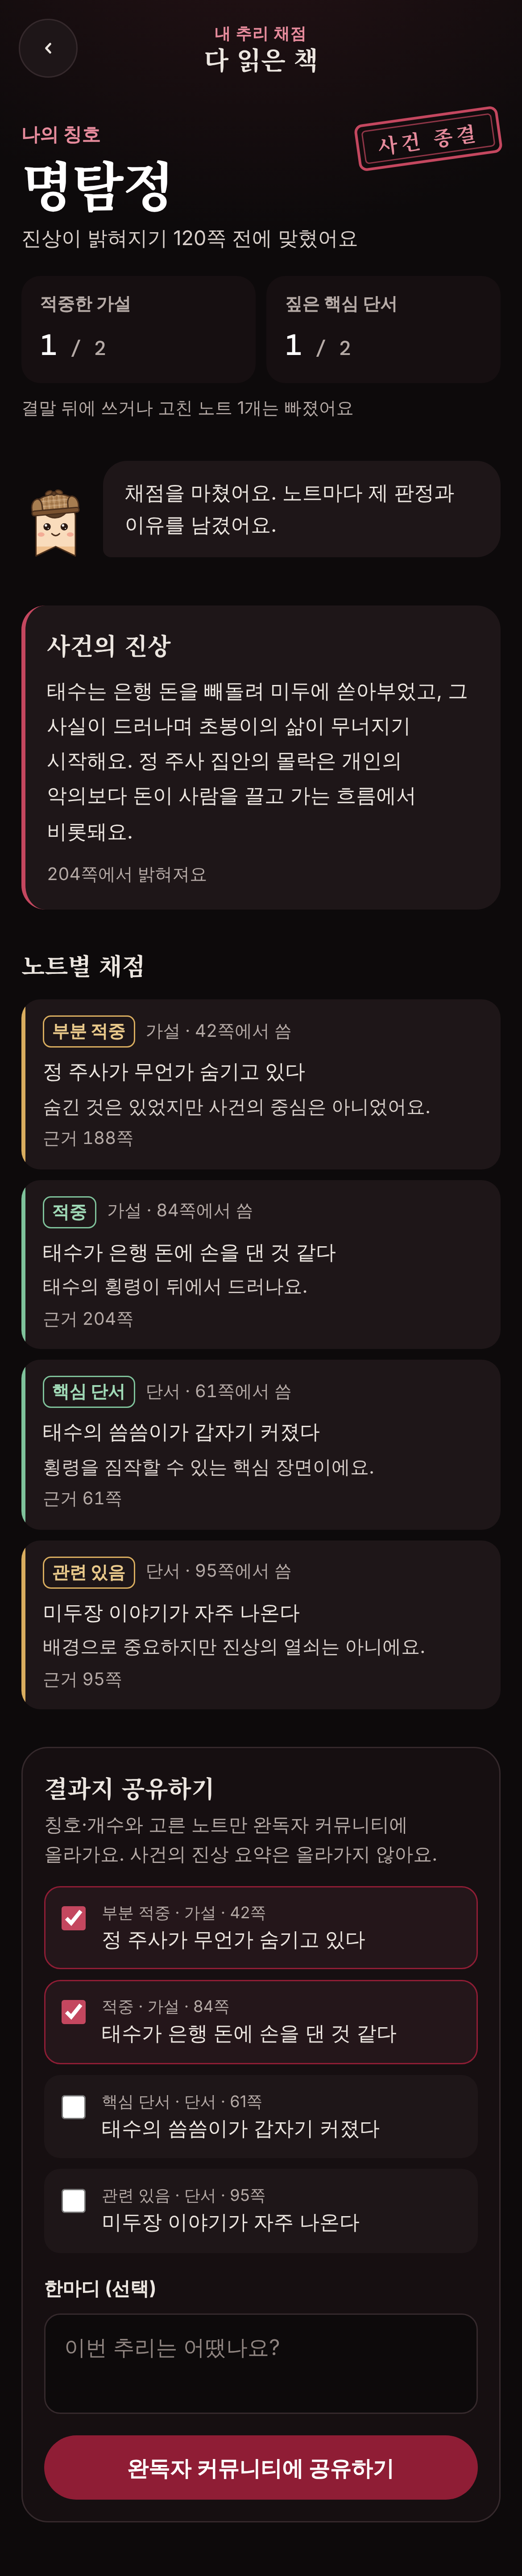 내 추리 채점
다 읽은 책
나의 칭호
사건 종결
명탐정
진상이 밝혀지기 120쪽 전에 맞혔어요
적중한 가설
1 / 2
짚은 핵심 단서
1 / 2
결말 뒤에 쓰거나 고친 노트 1개는 빠졌어요
채점을 마쳤어요. 노트마다 제 판정과
이유를 남겼어요.
사건의 진상
태수는 은행 돈을 빼돌려 미두에 쏟아부었고, 그
사실이 드러나며 초봉이의 삶이 무너지기
시작해요. 정 주사 집안의 몰락은 개인의
악의보다 돈이 사람을 끌고 가는 흐름에서
비롯돼요.
204쪽에서 밝혀져요
노트별 채점
부분 적중 가설 · 42쪽에서 씀
정 주사가 무언가 숨기고 있다
숨긴 것은 있었지만 사건의 중심은 아니었어요.
근거 188쪽
적중 가설 · 84쪽에서 씀
태수가 은행 돈에 손을 댄 것 같다
태수의 횡령이 뒤에서 드러나요.
근거 204쪽
핵심 단서 단서 · 61쪽에서 씀
태수의 씀씀이가 갑자기 커졌다
횡령을 짐작할 수 있는 핵심 장면이에요.
근거 61쪽
관련 있음 단서 · 95쪽에서 씀
미두장 이야기가 자주 나온다
배경으로 중요하지만 진상의 열쇠는 아니에요.
근거 95쪽
결과지 공유하기
칭호·개수와 고른 노트만 완독자 커뮤니티에
올라가요. 사건의 진상 요약은 올라가지 않아요.
부분 적중 · 가설 · 42쪽
정 주사가 무언가 숨기고 있다
적중 · 가설 · 84쪽
태수가 은행 돈에 손을 댄 것 같다
핵심 단서 · 단서 · 61쪽
태수의 씀씀이가 갑자기 커졌다
관련 있음 · 단서 · 95쪽
미두장 이야기가 자주 나온다
한마디 (선택)
이번 추리는 어땠나요?
완독자 커뮤니티에 공유하기